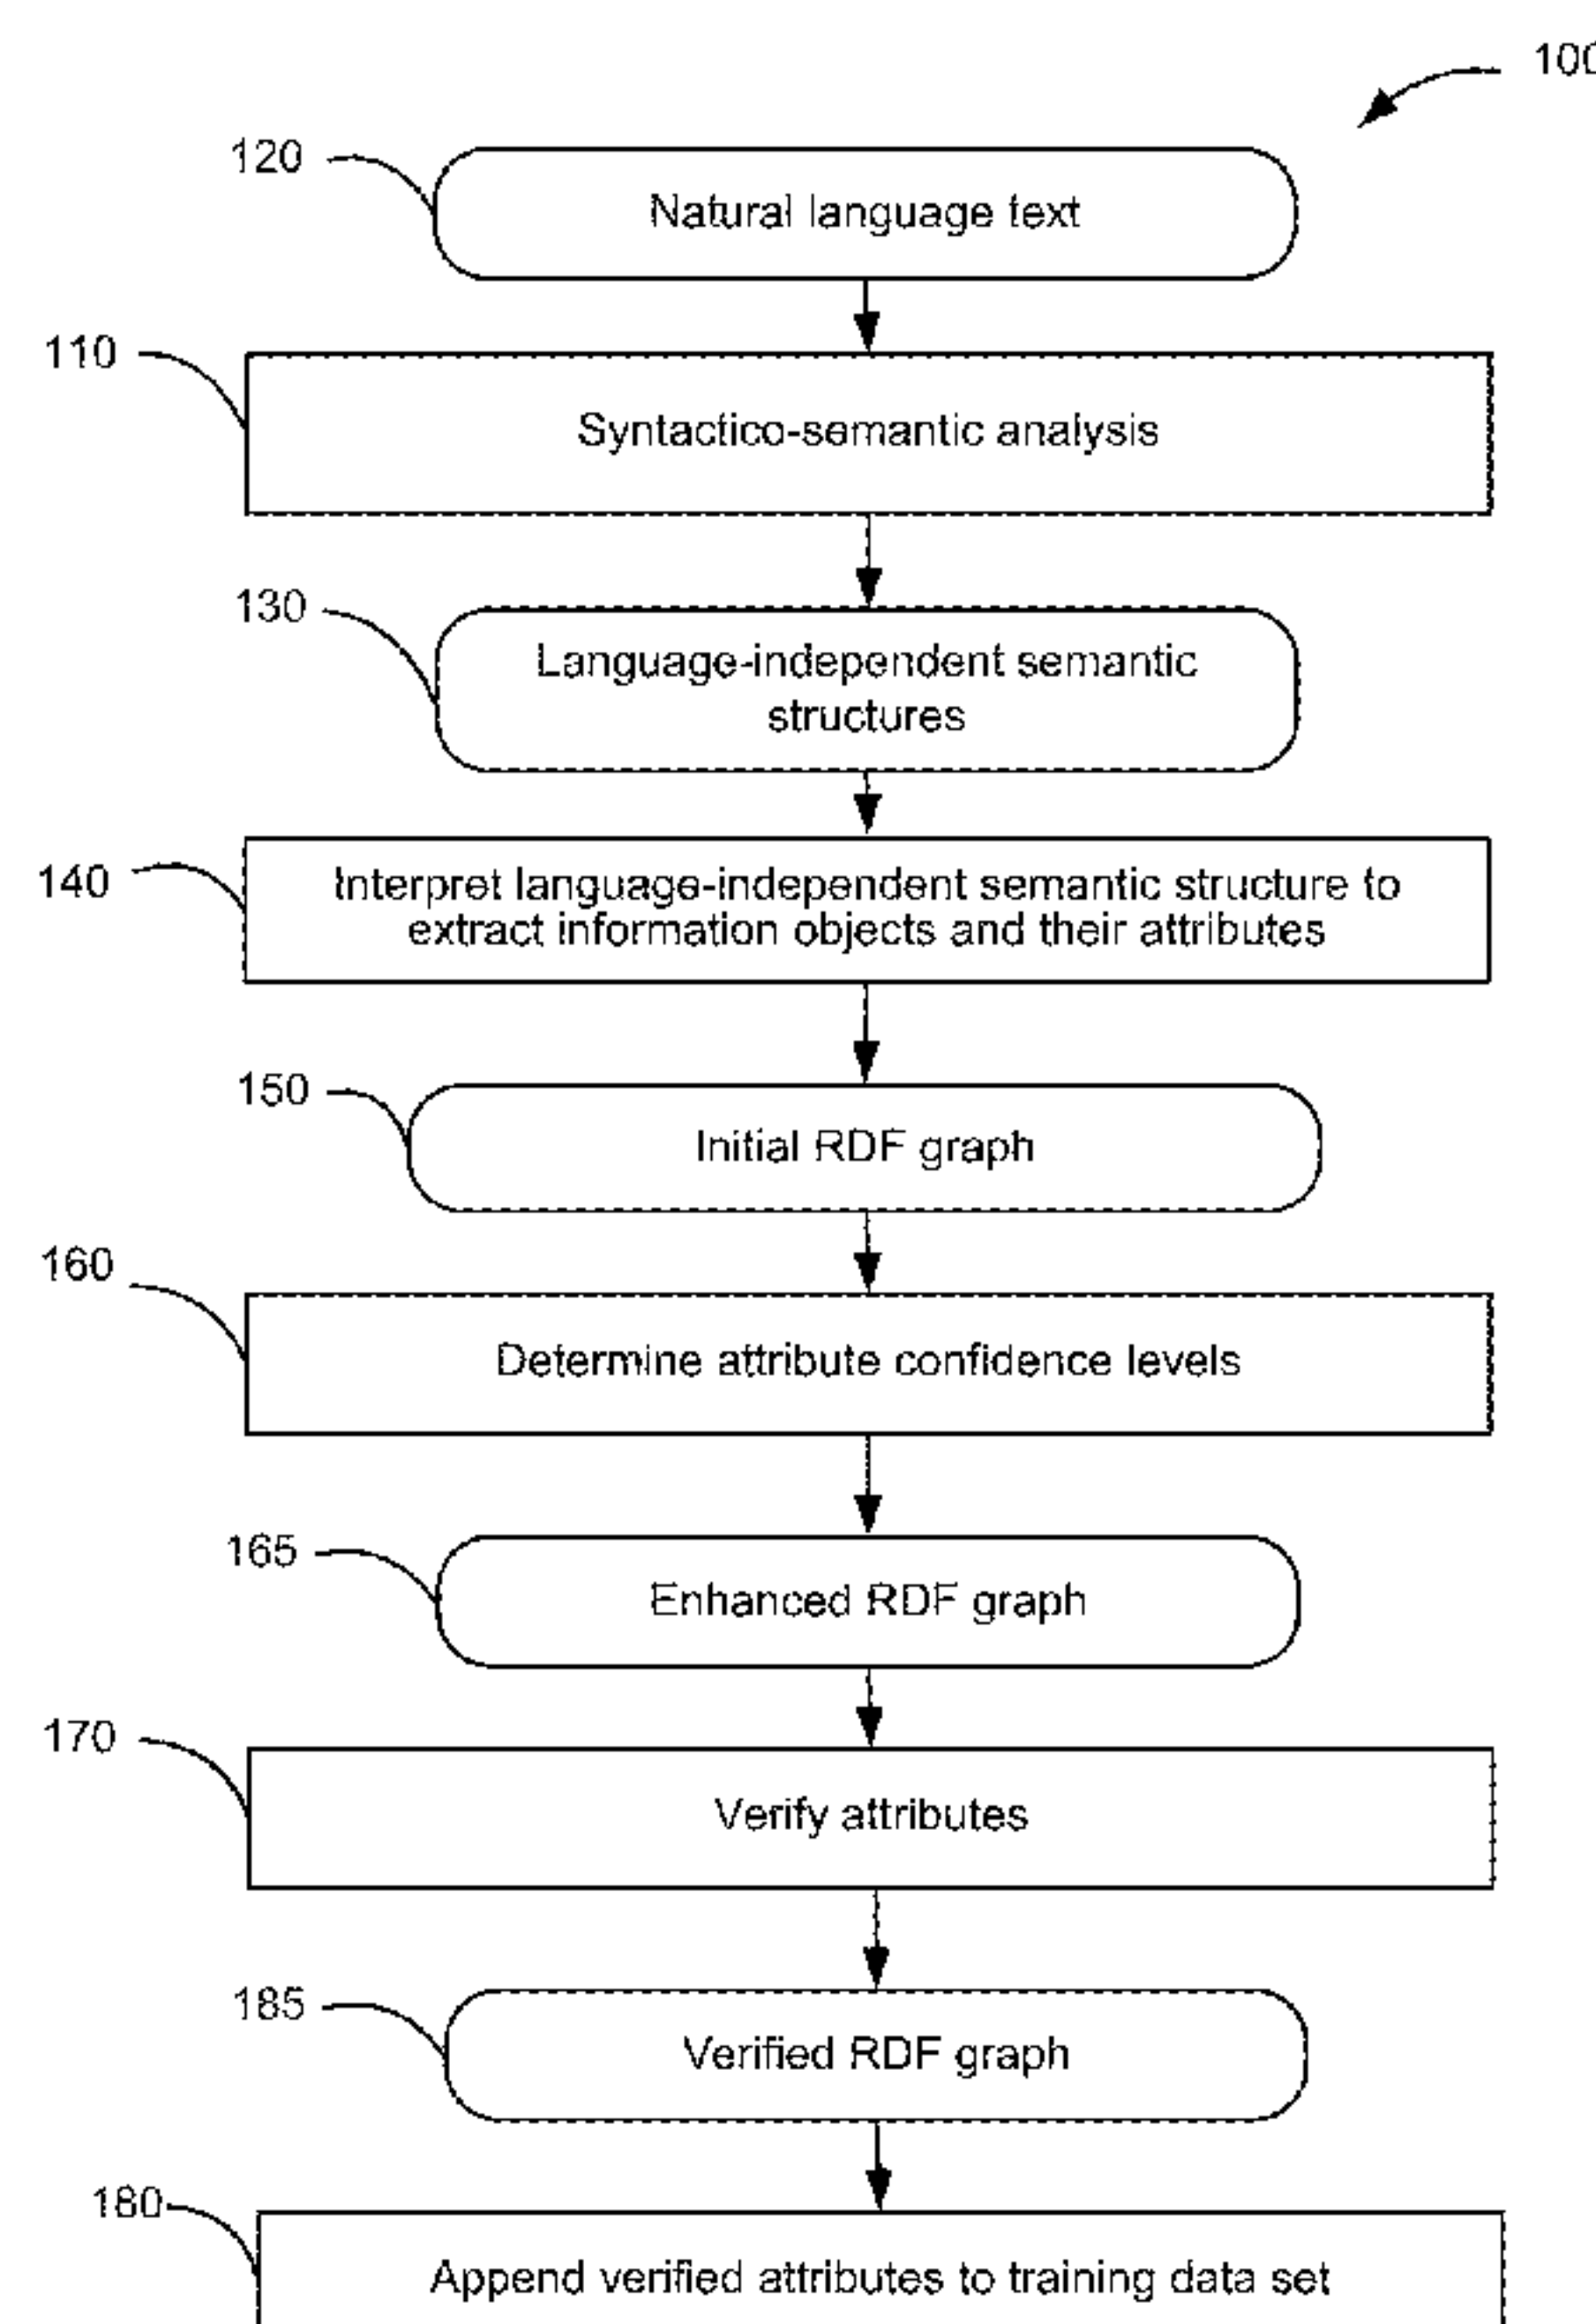 100
120
Natural language text
110
Syntactico-semantic analysis
130
Language-independent semantic
structures
140
Interpret language-independent semantic structure to
extract information objects and their attributes
150
Initial RDF graph
160
Determine attribute confidence levels
165
Enhanced RDF graph
170
Verify attributes
185
Verified RDF graph
180
Append verified attributes to training data set